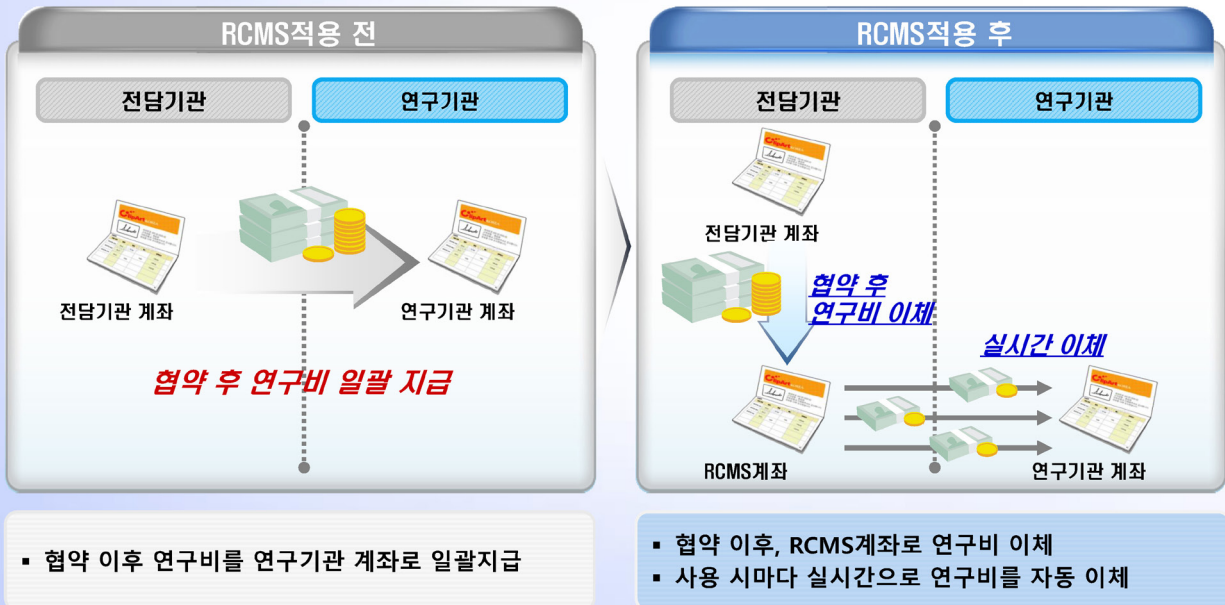 RCMS적용 전
전담기관
연구기관
전담기관 계좌
연구기관 계좌
협약 후 연구비 일괄 지급
▪ 협약 이후 연구비를 연구기관 계좌로 일괄지급
RCMS적용 후
전담기관
연구기관
전담기관 계좌
협약 후
연구비 이체
실시간 이체
RCMS계좌
연구기관 계좌
▪ 협약 이후, RCMS계좌로 연구비 이체
▪ 사용 시마다 실시간으로 연구비를 자동 이체